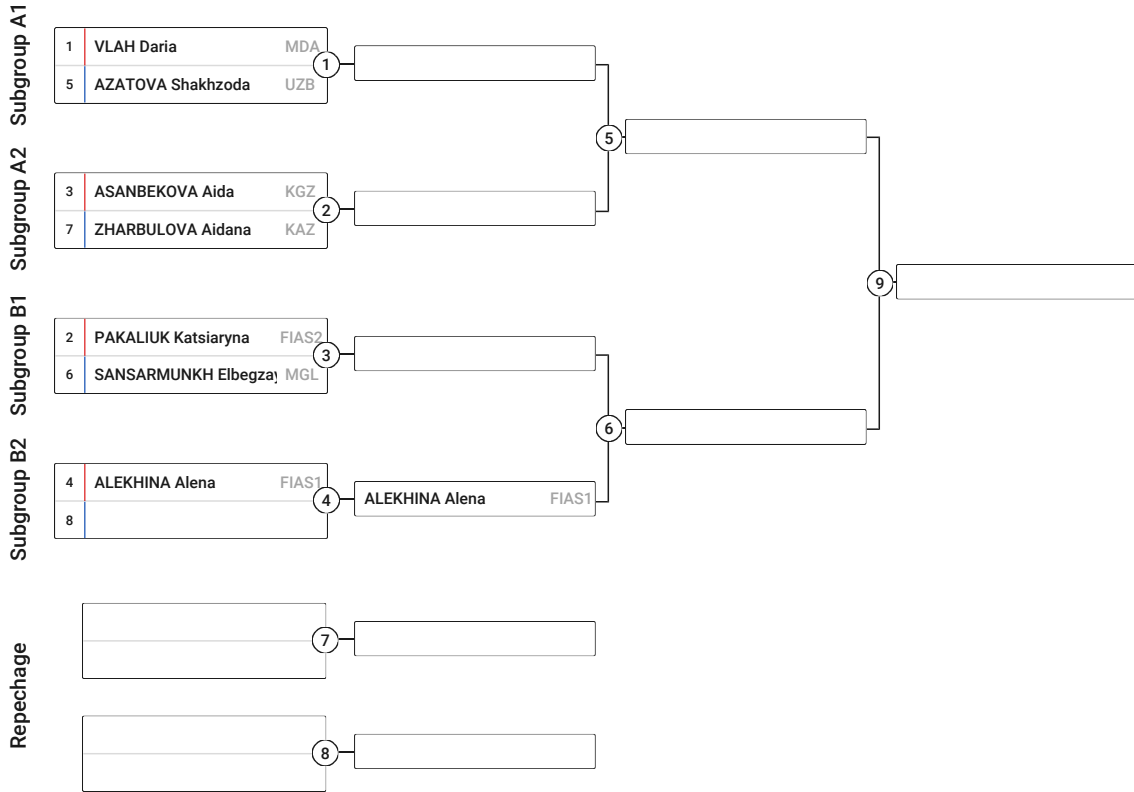 Subgroup A1
1 VLAH Daria MDA
5 AZATOVA Shakhzoda UZB
1
5
Subgroup A2
3 ASANBEKOVA Aida KGZ
7 ZHARBULOVA Aidana KAZ
2
9
Subgroup B1
2 PAKALIUK Katsiaryna FIAS2
6 SANSARMUNKH Elbegzay MGL
3
6
Subgroup B2
4 ALEKHINA Alena FIAS1
8
4
ALEKHINA Alena FIAS1
Repechage
7
8